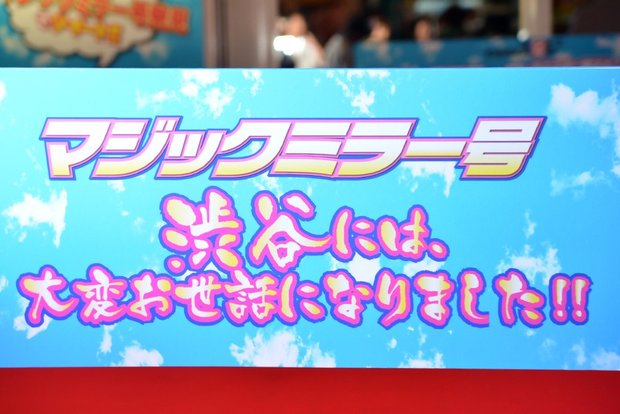 マジックミラー号
渋谷には、
大変お世話になりました!!